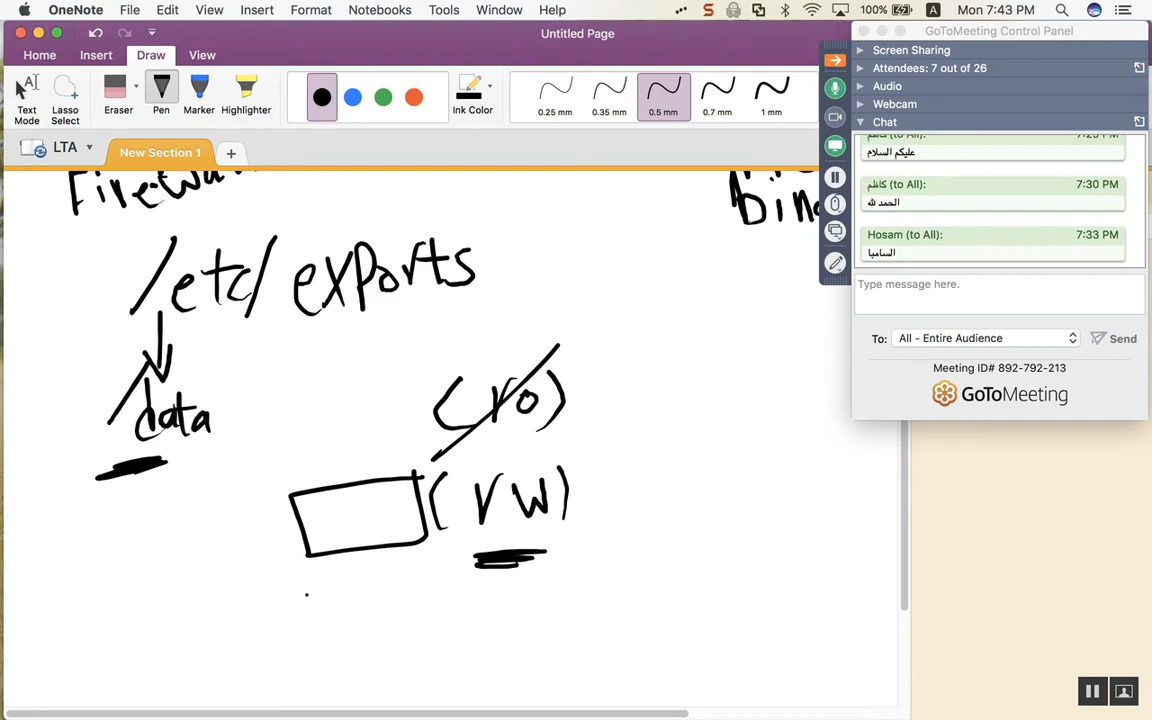 OneNote File Edit View Insert Format Notebooks Tools Window Help 100% A Mon 7:43 PM
Untitled Page
Home Insert Draw View
Text Mode
Lasso Select
Eraser
Pen
Marker
Highlighter
Ink Color
0.25 mm
0.35 mm
0.5 mm
0.7 mm
1 mm
LTA
New Section 1
+
/etc/ exports
/data
(ro)
(rw)
GoToMeeting Control Panel
Screen Sharing
Attendees: 7 out of 26
Audio
Webcam
Chat
عليكم السلام
كاظم (to All): 7:30 PM
الحمد لله
Hosam (to All): 7:33 PM
السامبا
Type message here.
To: All - Entire Audience Send
Meeting ID# 892-792-213
GoToMeeting